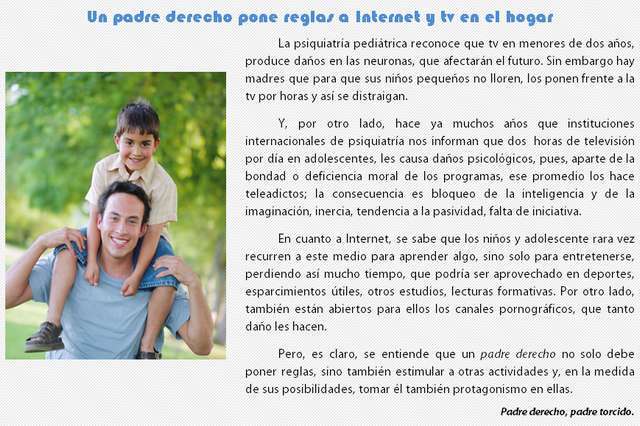 Un padre derecho pone reglas a Internet y tv en el hogar
La psiquiatría pediátrica reconoce que tv en menores de dos años,
produce daños en las neuronas, que afectarán el futuro. Sin embargo hay
madres que para que sus niños pequeños no lloren, los ponen frente a la
tv por horas y así se distraigan.
Y, por otro lado, hace ya muchos años que instituciones
internacionales de psiquiatría nos informan que dos horas de televisión
por día en adolescentes, les causa daños psicológicos, pues, aparte de la
bondad o deficiencia moral de los programas, ese promedio los hace
teleadictos; la consecuencia es bloqueo de la inteligencia y de la
imaginación, inercia, tendencia a la pasividad, falta de iniciativa.
En cuanto a Internet, se sabe que los niños y adolescente rara vez
recurren a este medio para aprender algo, sino solo para entretenerse,
perdiendo así mucho tiempo, que podría ser aprovechado en deportes,
esparcimientos útiles, otros estudios, lecturas formativas. Por otro lado,
también están abiertos para ellos los canales pornográficos, que tanto
daño les hacen.
Pero, es claro, se entiende que un padre derecho no solo debe
poner reglas, sino también estimular a otras actividades y, en la medida
de sus posibilidades, tomar él también protagonismo en ellas.
Padre derecho, padre torcido.